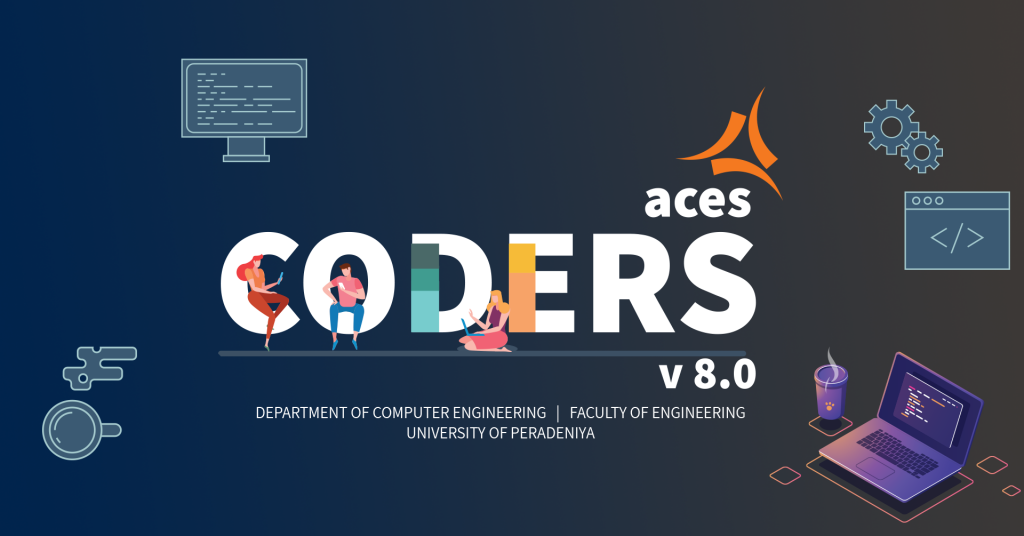 aces
CODERS
v 8.0
DEPARTMENT OF COMPUTER ENGINEERING | FACULTY OF ENGINEERING
UNIVERSITY OF PERADENIYA
</>